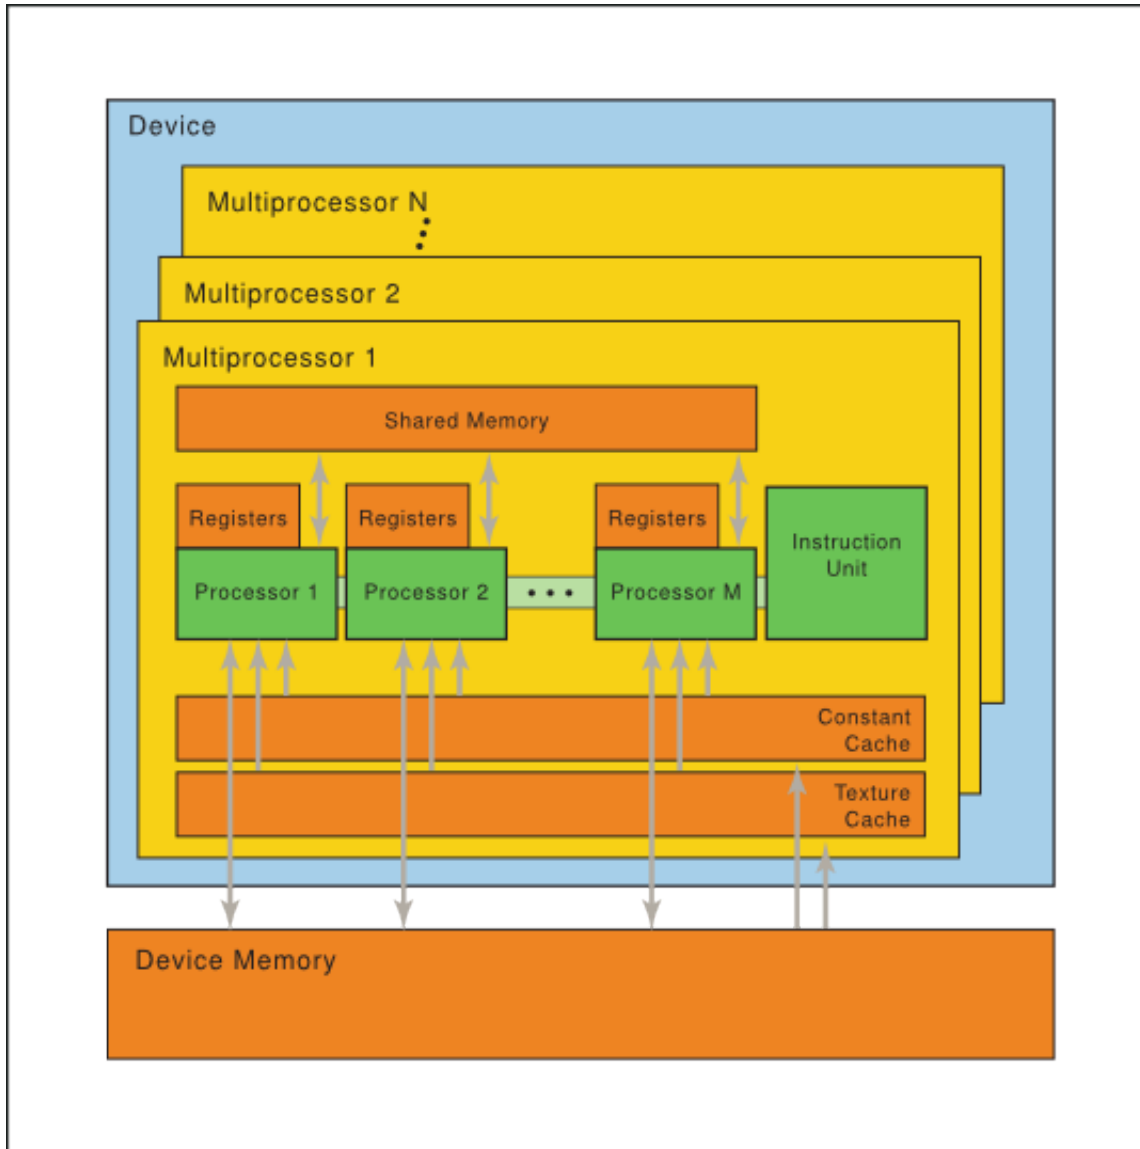 Device
Multiprocessor N
Multiprocessor 2
Multiprocessor 1
Shared Memory
Registers
Registers
Registers
Instruction
Unit
Processor 1
Processor 2
Processor M
Constant
Cache
Texture
Cache
Device Memory